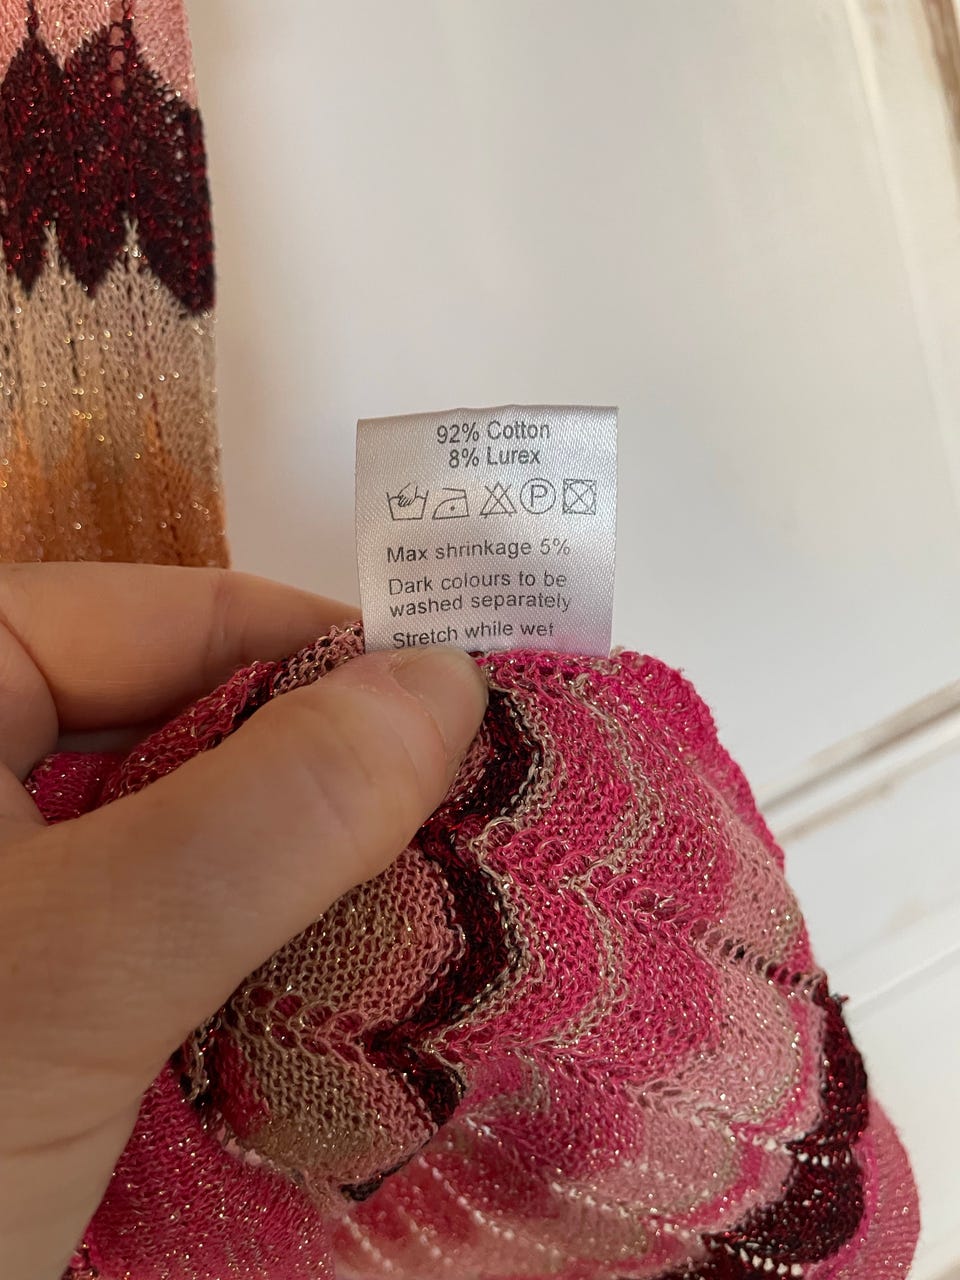 92% Cotton
8% Lurex
P
Max shrinkage 5%
Dark colours to be
washed separately
Stretch while wet